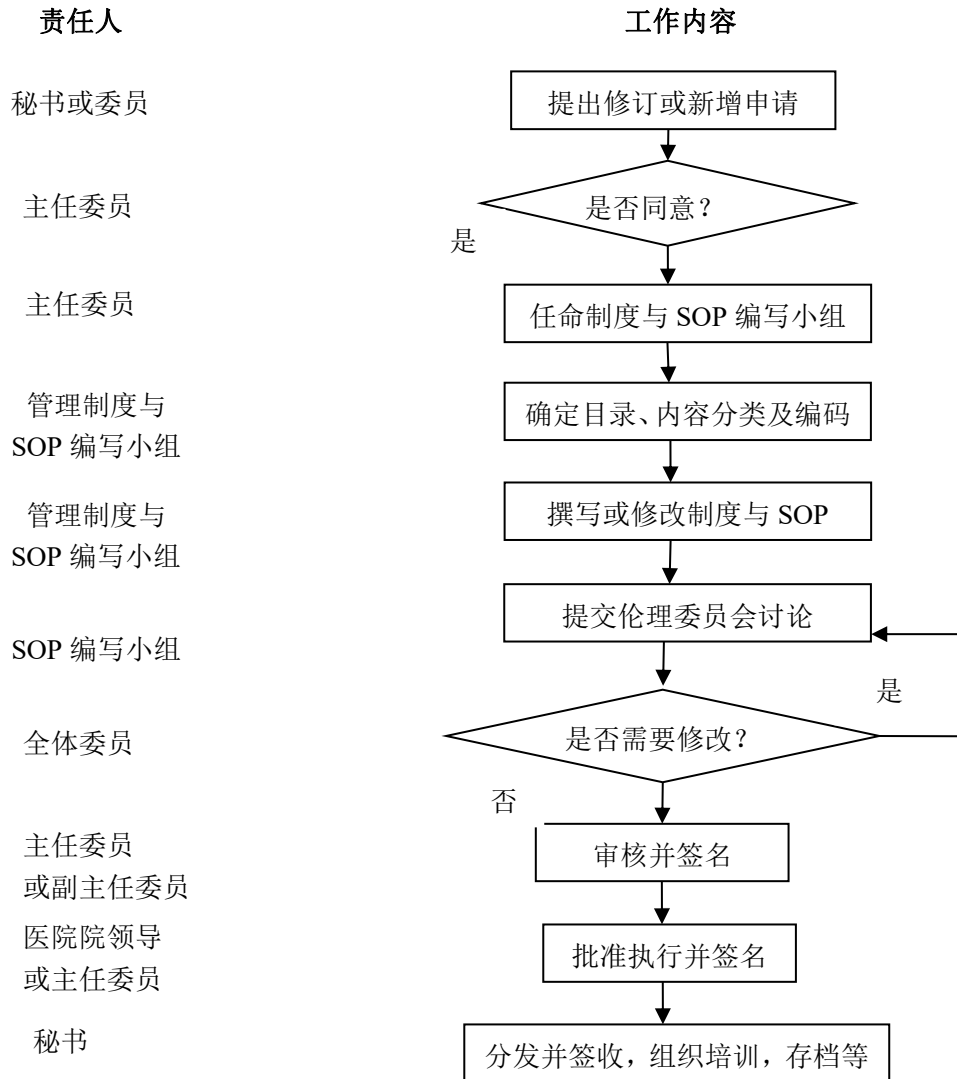 责任人 工作内容
秘书或委员 提出修订或新增申请
主任委员 是否同意？
是
主任委员 任命制度与 SOP 编写小组
管理制度与
SOP 编写小组 确定目录、内容分类及编码
管理制度与
SOP 编写小组 撰写或修改制度与 SOP
SOP 编写小组 提交伦理委员会讨论
是
全体委员 是否需要修改？
否
主任委员
或副主任委员 审核并签名
医院院领导
或主任委员 批准执行并签名
秘书 分发并签收，组织培训，存档等